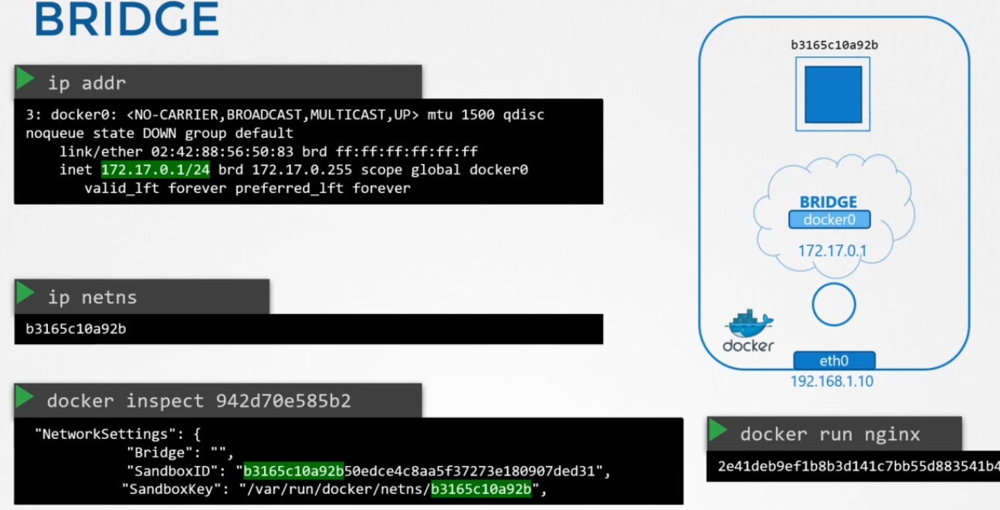 BRIDGE
ip addr
3: docker0: <NO-CARRIER,BROADCAST,MULTICAST,UP> mtu 1500 qdisc
noqueue state DOWN group default
link/ether 02:42:88:56:50:83 brd ff:ff:ff:ff:ff:ff
inet 172.17.0.1/24 brd 172.17.0.255 scope global docker0
valid_lft forever preferred_lft forever
ip netns
b3165c10a92b
docker inspect 942d70e585b2
"NetworkSettings": {
"Bridge": "",
"SandboxID": "b3165c10a92b50edce4c8aa5f37273e180907ded31",
"SandboxKey": "/var/run/docker/netns/b3165c10a92b",
b3165c10a92b
BRIDGE
docker0
172.17.0.1
docker
eth0
192.168.1.10
docker run nginx
2e41deb9ef1b8b3d141c7bb55d883541b4